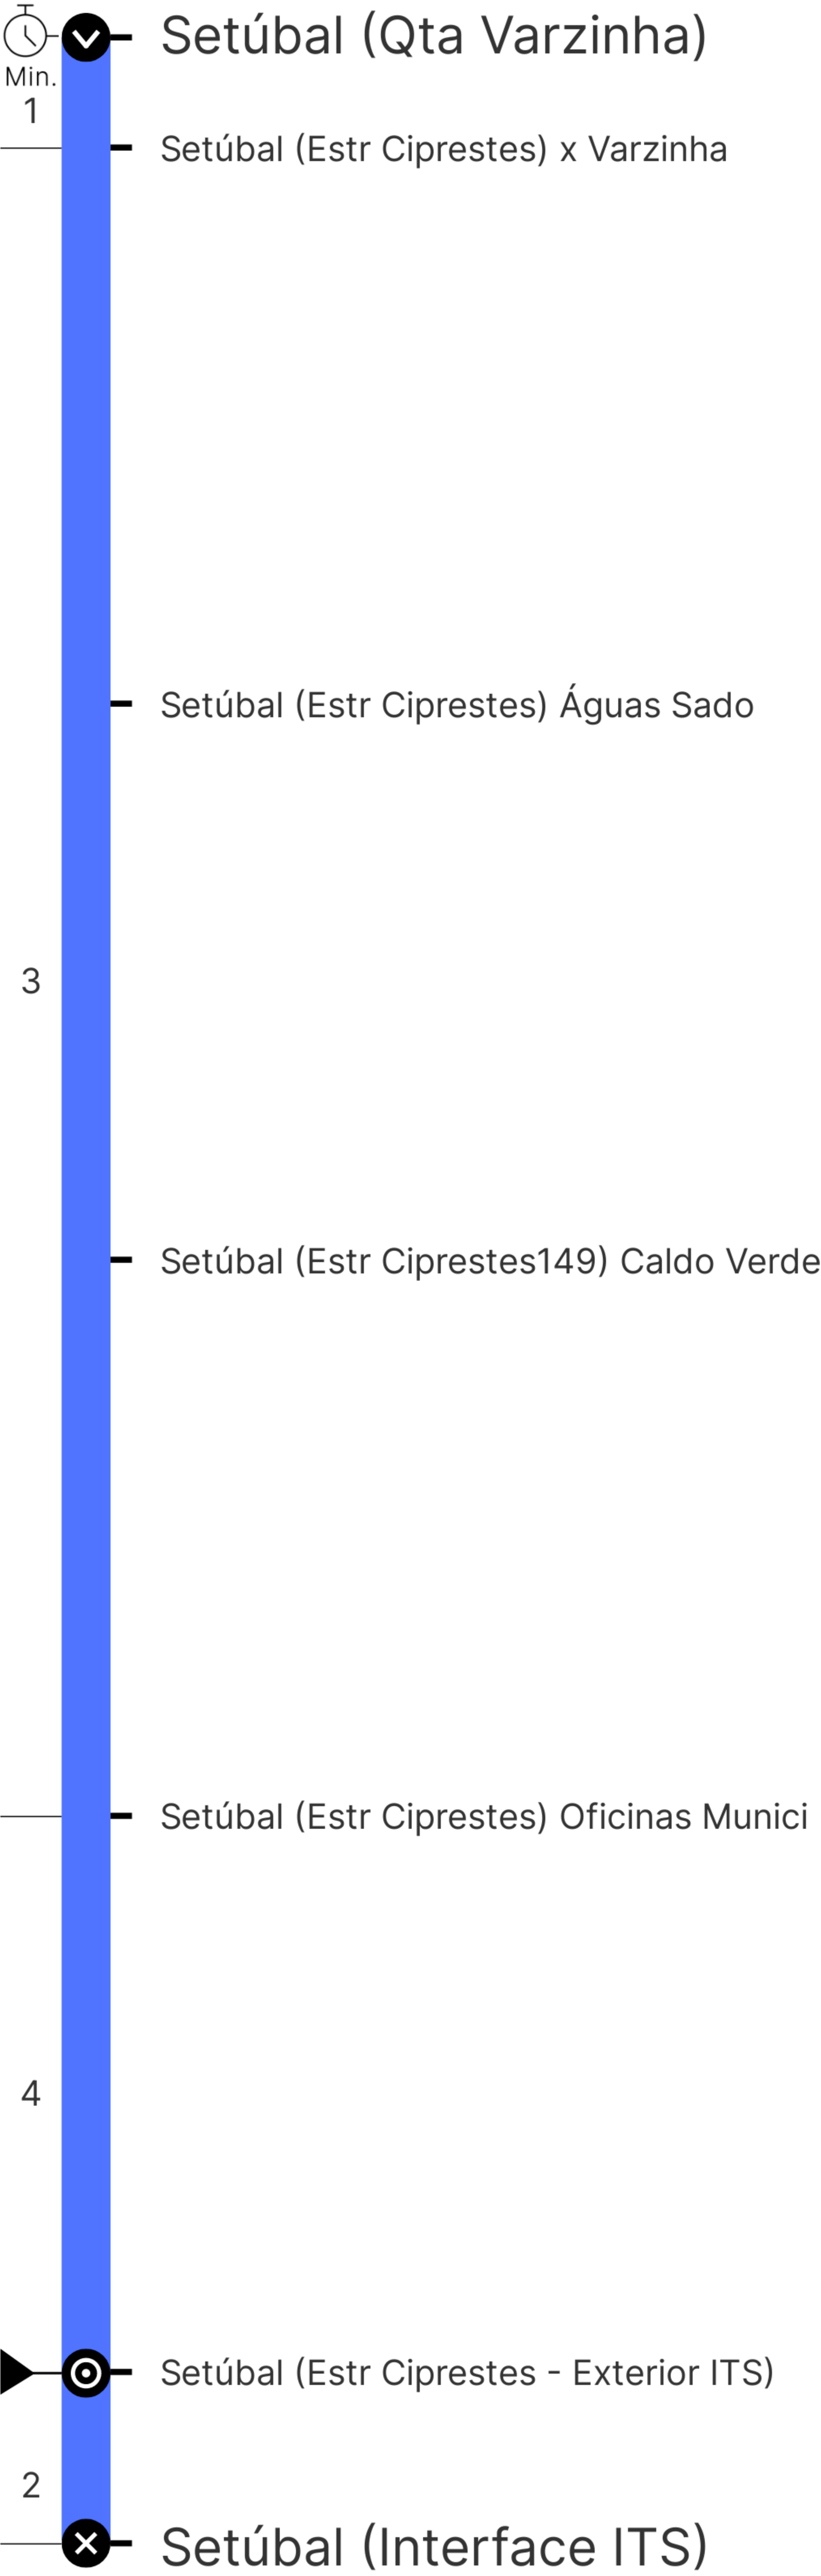 Setúbal (Qta Varzinha)
Min.
1
Setúbal (Estr Ciprestes) x Varzinha
Setúbal (Estr Ciprestes) Águas Sado
3
Setúbal (Estr Ciprestes149) Caldo Verde
Setúbal (Estr Ciprestes) Oficinas Munici
4
Setúbal (Estr Ciprestes - Exterior ITS)
2
Setúbal (Interface ITS)